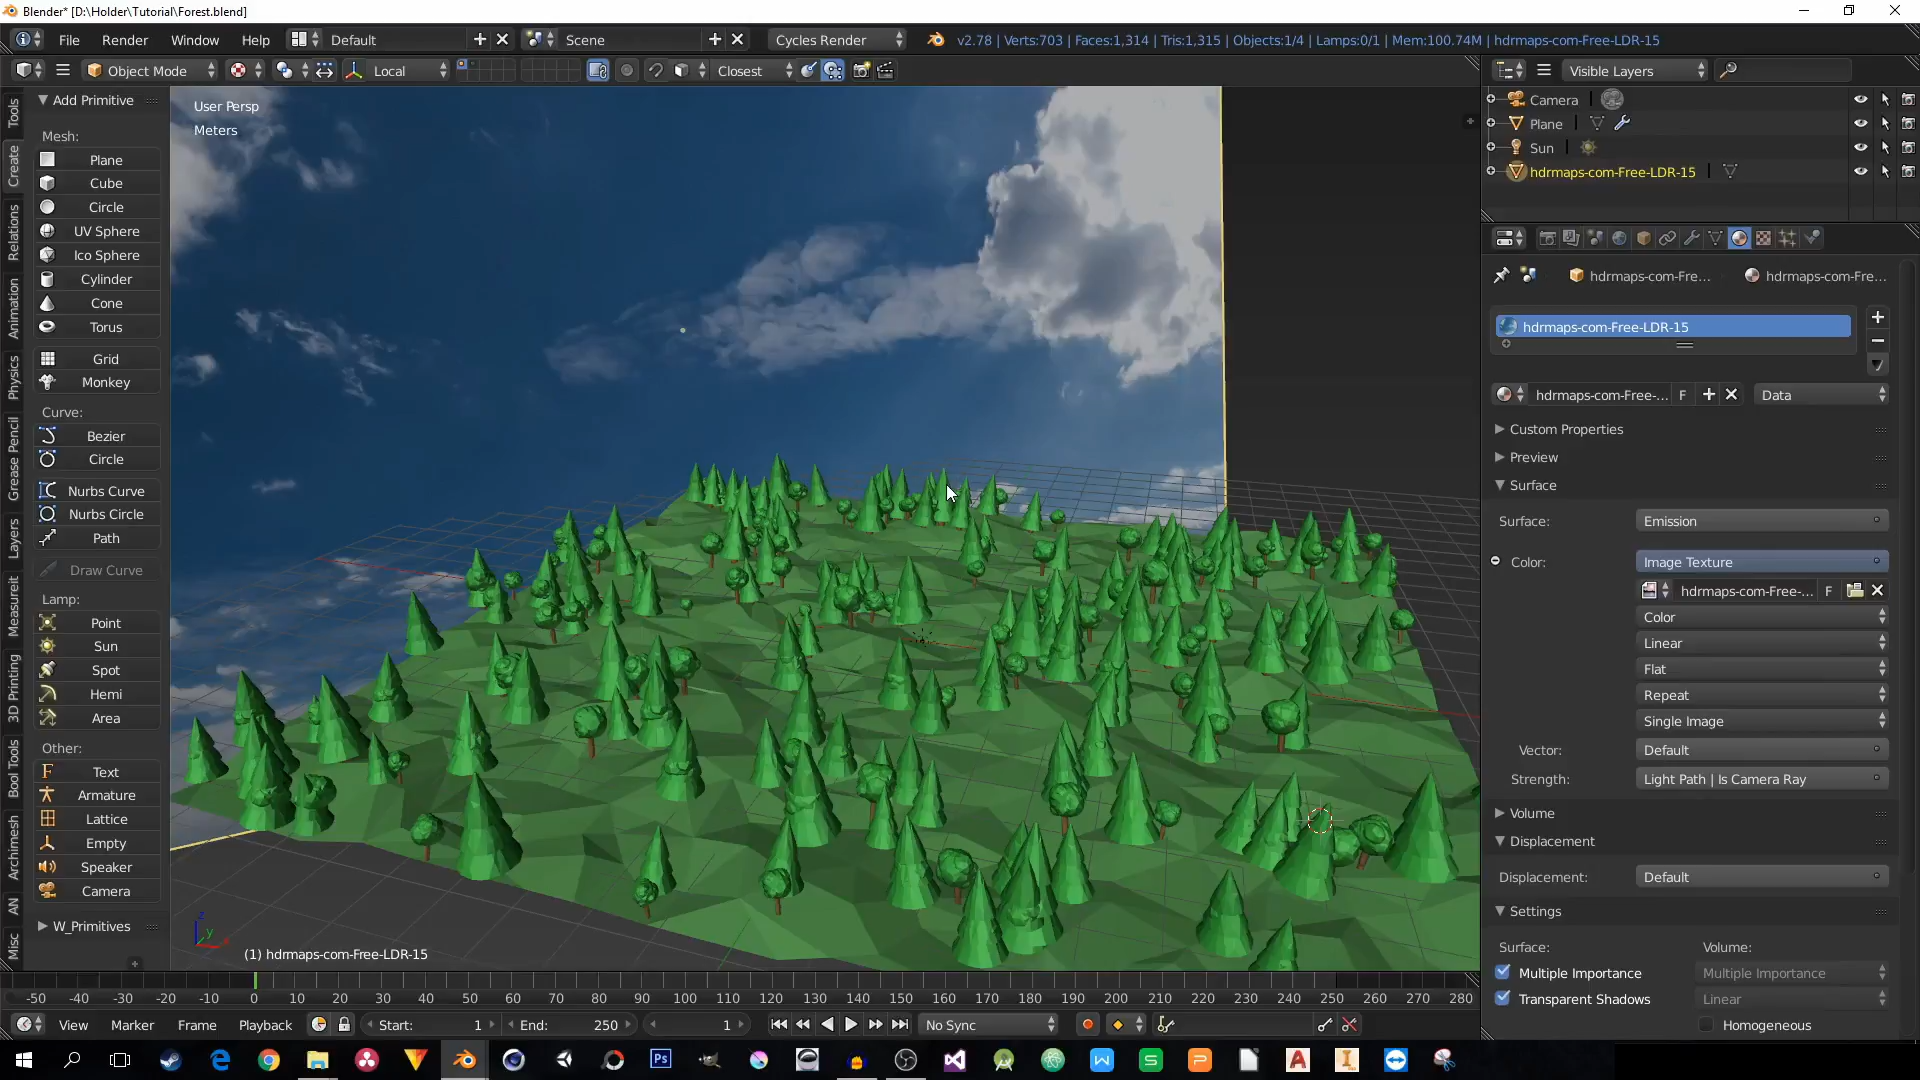 Blender* [D:\Holder\Tutorial\Forest.blend]
File Render Window Help Default Scene Cycles Render v2.78 | Verts:703 | Faces:1,314 | Tris:1,315 | Objects:1/4 | Lamps:0/1 | Mem:100.74M | hdrmaps-com-Free-LDR-15
Object Mode Local Closest Visible Layers
Tools
Create
Relations
Animation
Physics
Grease Pencil
Layers
Measureit
3D Printing
Bool Tools
Archimesh
AN
Misc
Add Primitive
Mesh:
Plane
Cube
Circle
UV Sphere
Ico Sphere
Cylinder
Cone
Torus
Grid
Monkey
Curve:
Bezier
Circle
Nurbs Curve
Nurbs Circle
Path
Draw Curve
Lamp:
Point
Sun
Spot
Hemi
Area
Other:
Text
Armature
Lattice
Empty
Speaker
Camera
W_Primitives
User Persp
Meters
z
y
x
(1) hdrmaps-com-Free-LDR-15
Camera
Plane
Sun
hdrmaps-com-Free-LDR-15
hdrmaps-com-Fre... hdrmaps-com-Fre...
hdrmaps-com-Free-LDR-15
hdrmaps-com-Free-... F Data
Custom Properties
Preview
Surface
Surface: Emission
Color: Image Texture
hdrmaps-com-Free-... F
Color
Linear
Flat
Repeat
Single Image
Vector: Default
Strength: Light Path | Is Camera Ray
Volume
Displacement
Displacement: Default
Settings
Surface: Volume:
Multiple Importance Multiple Importance
Transparent Shadows Linear
Homogeneous
-50 -40 -30 -20 -10 0 10 20 30 40 50 60 70 80 90 100 110 120 130 140 150 160 170 180 190 200 210 220 230 240 250 260 270 280
View Marker Frame Playback Start: 1 End: 250 1 No Sync
Ps W S P A I